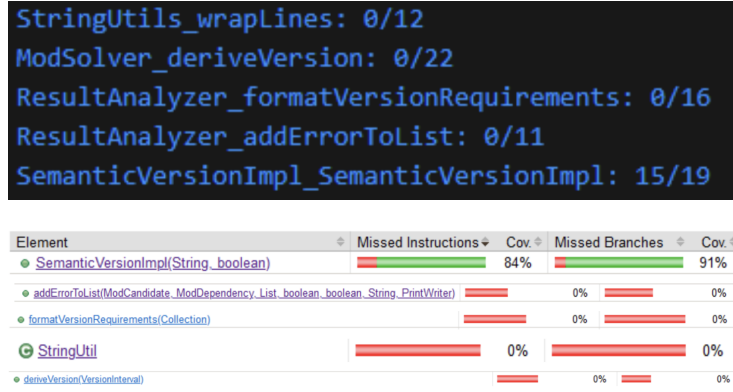 StringUtils_wrapLines: 0/12
ModSolver_deriveVersion: 0/22
ResultAnalyzer_formatVersionRequirements: 0/16
ResultAnalyzer_addErrorToList: 0/11
SemanticVersionImpl_SemanticVersionImpl: 15/19
Element Missed Instructions Cov. Missed Branches Cov.
SemanticVersionImpl(String, boolean) 84% 91%
addErrorToList(ModCandidate, ModDependency, List, boolean, boolean, String, PrintWriter) 0% 0%
formatVersionRequirements(Collection) 0% 0%
C StringUtil 0% 0%
deriveVersion(VersionInterval) 0% 0%